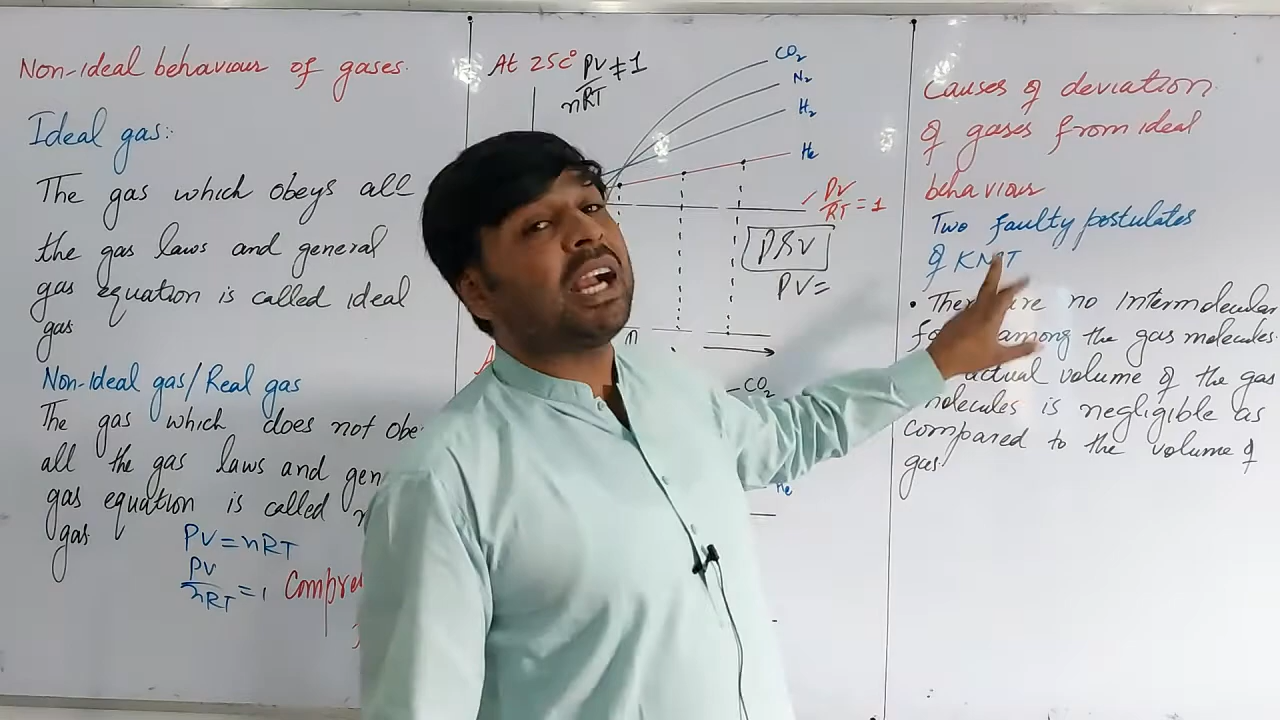 Non-ideal behaviour of gases.
Ideal gas:
The gas which obeys all
the gas laws and general
gas equation is called ideal
gas
Non-ideal gas/Real gas
The gas which does not obe
all the gas laws and gen
gas equation is called
gas
PV=nRT
PV/nRT=1 Compre
At 25C° PV/nRT≠1
CO2
N2
H2
He
PV/RT=1
PV=
CO2
He
Causes of deviation
of gases from ideal
behaviour
Two faulty postulates
of KMT
• There are no intermolecular
among the gas molecules.
actual volume of the gas
molecules is negligible as
compared to the volume of
gas.